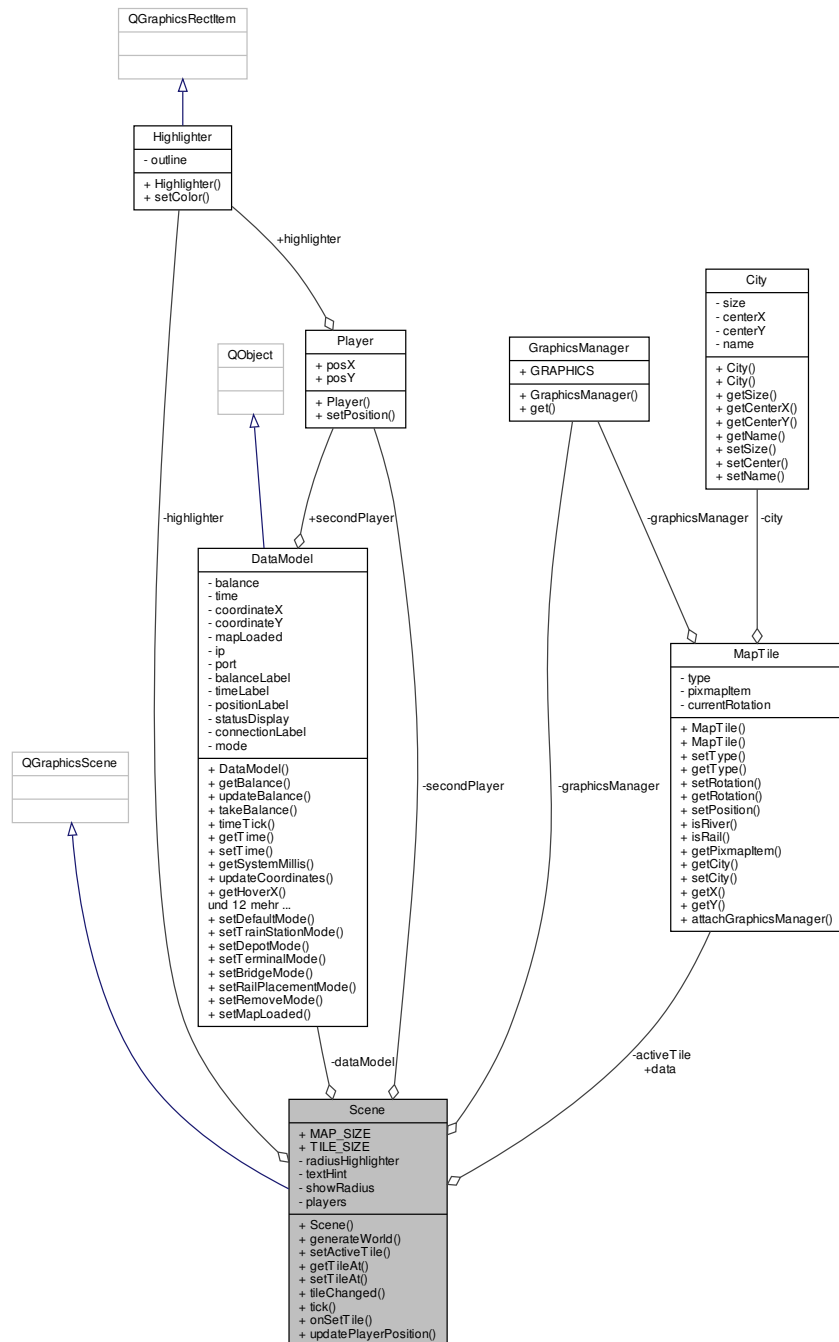 QGraphicsRectItem
Highlighter
- outline
+ Highlighter()
+ setColor()
+highlighter
City
- size
- centerX
- centerY
- name
+ City()
+ City()
+ getSize()
+ getCenterX()
+ getCenterY()
+ getName()
+ setSize()
+ setCenter()
+ setName()
Player
+ posX
+ posY
+ Player()
+ setPosition()
GraphicsManager
+ GRAPHICS
+ GraphicsManager()
+ get()
QObject
-highlighter
+secondPlayer
-graphicsManager
-city
DataModel
- balance
- time
- coordinateX
- coordinateY
- mapLoaded
- ip
- port
- balanceLabel
- timeLabel
- positionLabel
- statusDisplay
- connectionLabel
- mode
+ DataModel()
+ getBalance()
+ updateBalance()
+ takeBalance()
+ timeTick()
+ getTime()
+ setTime()
+ getSystemMillis()
+ updateCoordinates()
+ getHoverX()
und 12 mehr ...
+ setDefaultMode()
+ setTrainStationMode()
+ setDepotMode()
+ setTerminalMode()
+ setBridgeMode()
+ setRailPlacementMode()
+ setRemoveMode()
+ setMapLoaded()
MapTile
- type
- pixmapItem
- currentRotation
+ MapTile()
+ MapTile()
+ setType()
+ getType()
+ setRotation()
+ getRotation()
+ setPosition()
+ isRiver()
+ isRail()
+ getPixmapItem()
+ getCity()
+ setCity()
+ getX()
+ getY()
+ attachGraphicsManager()
QGraphicsScene
-secondPlayer
-graphicsManager
-dataModel
-activeTile
+data
Scene
+ MAP_SIZE
+ TILE_SIZE
- radiusHighlighter
- textHint
- showRadius
- players
+ Scene()
+ generateWorld()
+ setActiveTile()
+ getTileAt()
+ setTileAt()
+ tileChanged()
+ tick()
+ onSetTile()
+ updatePlayerPosition()